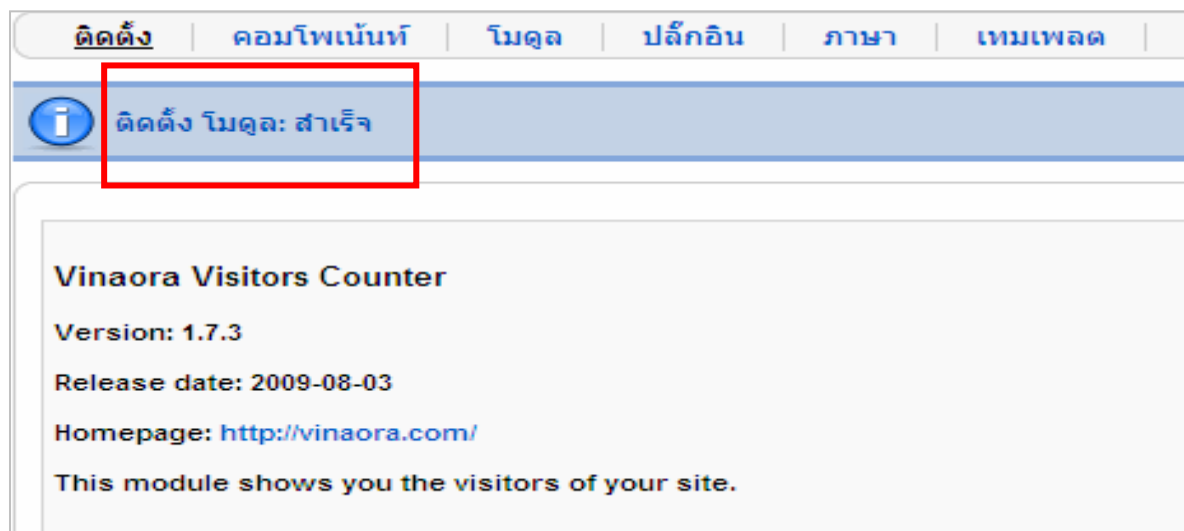 ติดตั้ง | คอมโพเน้นท์ | โมดูล | ปลั๊กอิน | ภาษา | เทมเพลต |
ติดตั้ง โมดูล: สำเร็จ
Vinaora Visitors Counter
Version: 1.7.3
Release date: 2009-08-03
Homepage: http://vinaora.com/
This module shows you the visitors of your site.